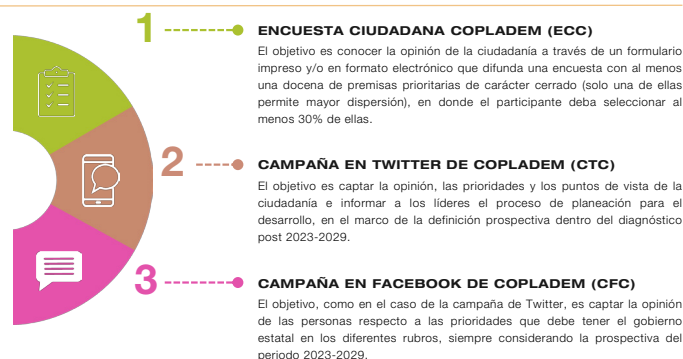 1
ENCUESTA CIUDADANA COPLADEM (ECC)
El objetivo es conocer la opinión de la ciudadanía a través de un formulario
impreso y/o en formato electrónico que difunda una encuesta con al menos
una docena de premisas prioritarias de carácter cerrado (solo una de ellas
permite mayor dispersión), en donde el participante deba seleccionar al
menos 30% de ellas.
2
CAMPAÑA EN TWITTER DE COPLADEM (CTC)
El objetivo es captar la opinión, las prioridades y los puntos de vista de la
ciudadanía e informar a los líderes el proceso de planeación para el
desarrollo, en el marco de la definición prospectiva dentro del diagnóstico
post 2023-2029.
3
CAMPAÑA EN FACEBOOK DE COPLADEM (CFC)
El objetivo, como en el caso de la campaña de Twitter, es captar la opinión
de las personas respecto a las prioridades que debe tener el gobierno
estatal en los diferentes rubros, siempre considerando la prospectiva del
periodo 2023-2029.